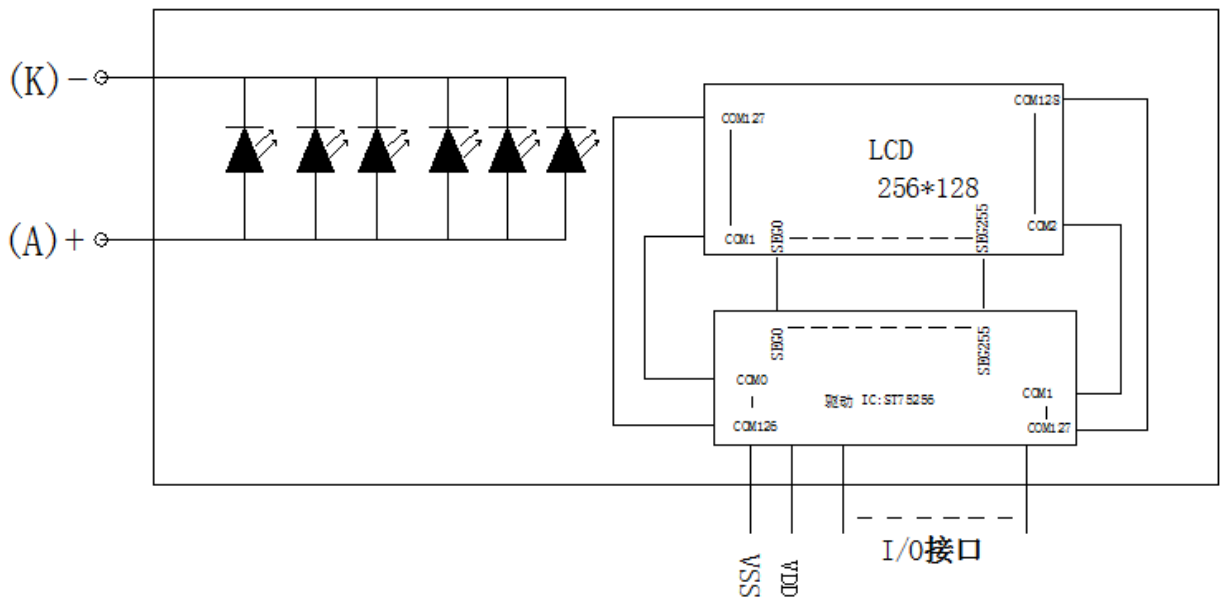 (K)-
(A)+
COM127
COM128
LCD
256*128
COM1
SEG0
SEG255
COM2
SEG0
SEG255
COM0
驱动 IC:ST75256
COM1
COM126
COM127
VSS
VDD
I/O接口